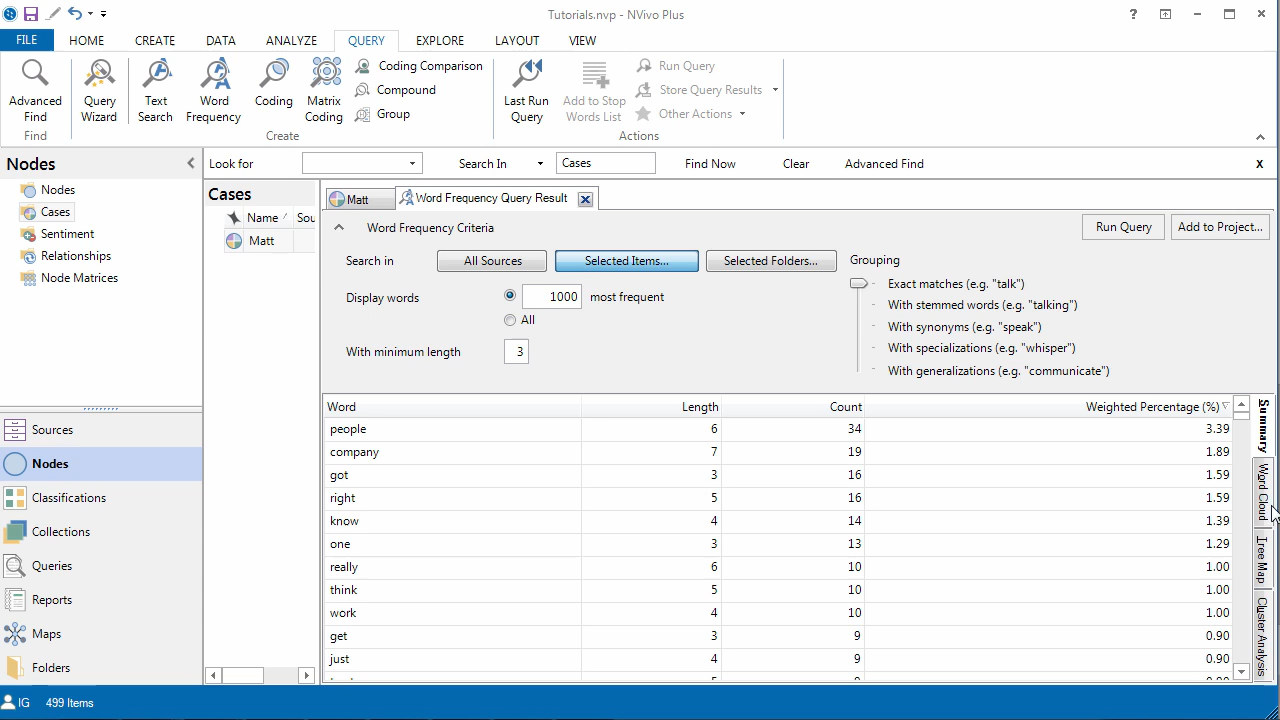 Tutorials.nvp - NVivo Plus
?
FILE HOME CREATE DATA ANALYZE QUERY EXPLORE LAYOUT VIEW
Advanced Find
Find
Query Wizard
Text Search
Word Frequency
Coding
Matrix Coding
Coding Comparison
Compound
Group
Create
Last Run Query
Add to Stop Words List
Run Query
Store Query Results
Other Actions
Actions
Nodes
Look for Search In Cases Find Now Clear Advanced Find x
Nodes
Cases
Sentiment
Relationships
Node Matrices
Sources
Nodes
Classifications
Collections
Queries
Reports
Maps
Folders
Cases
Name Sou
Matt
Matt Word Frequency Query Result
Word Frequency Criteria Run Query Add to Project...
Search in All Sources Selected Items... Selected Folders...
Display words 1000 most frequent
All
With minimum length 3
Grouping
Exact matches (e.g. "talk")
With stemmed words (e.g. "talking")
With synonyms (e.g. "speak")
With specializations (e.g. "whisper")
With generalizations (e.g. "communicate")
Word Length Count Weighted Percentage (%)
people 6 34 3.39
company 7 19 1.89
got 3 16 1.59
right 5 16 1.59
know 4 14 1.39
one 3 13 1.29
really 6 10 1.00
think 5 10 1.00
work 4 10 1.00
get 3 9 0.90
just 4 9 0.90
Summary
Word Cloud
Tree Map
Cluster Analysis
IG 499 Items